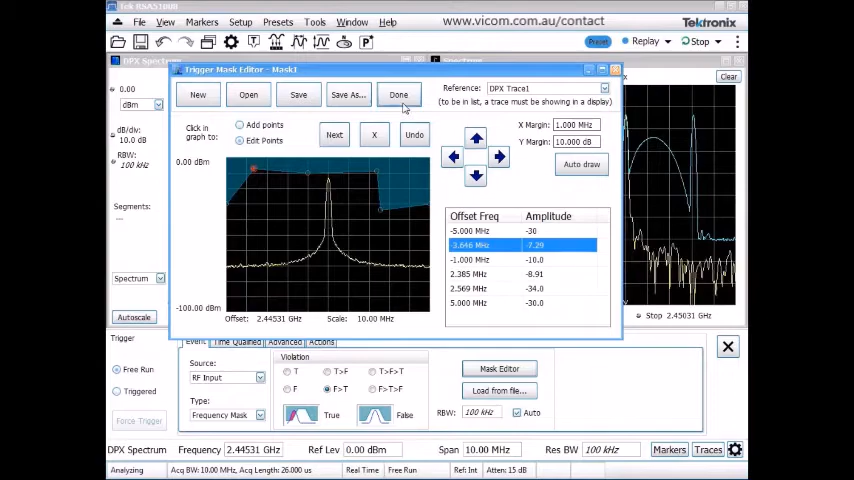 Tek RSA5100B
www.vicom.com.au/contact
File View Markers Setup Presets Tools Window Help
Tektronix
Preset Replay Stop
DPX Spectrum
Spectrum
Trigger Mask Editor - Mask1
New Open Save Save As... Done
Reference: DPX Trace1
(to be in list, a trace must be showing in a display)
Clear
0.00
dBm
dB/div:
10.0 dB
RBW:
100 kHz
Segments:
---
Spectrum
Autoscale
Click in
graph to:
Add points
Edit Points
Next X Undo
X Margin: 1.000 MHz
Y Margin: 10.000 dB
Auto draw
0.00 dBm
-100.00 dBm
Offset: 2.44531 GHz Scale: 10.00 MHz
Offset Freq Amplitude
-5.000 MHz -30
-3.646 MHz -7.29
-1.000 MHz -10.0
2.385 MHz -8.91
2.569 MHz -34.0
5.000 MHz -30.0
Stop 2.45031 GHz
Trigger
Free Run
Triggered
Force Trigger
Event Time Qualified Advanced Actions
Source:
RF Input
Type:
Frequency Mask
Violation
T T>F T>F>T
F F>T F>T>F
True False
Mask Editor
Load from file...
RBW: 100 kHz Auto
DPX Spectrum Frequency 2.44531 GHz Ref Lev 0.00 dBm Span 10.00 MHz Res BW 100 kHz Markers Traces
Analyzing Acq BW: 10.00 MHz, Acq Length: 26.000 us Real Time Free Run Ref: Int Atten: 15 dB